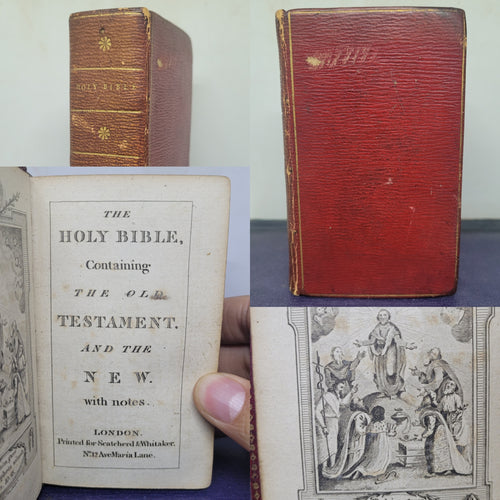 HOLY BIBLE
THE
HOLY BIBLE,
Containing
THE OLD
TESTAMENT.
AND THE
NEW.
with notes.
LONDON.
Printed for Scatcherd & Whitaker.
No. 12 Ave Maria Lane.